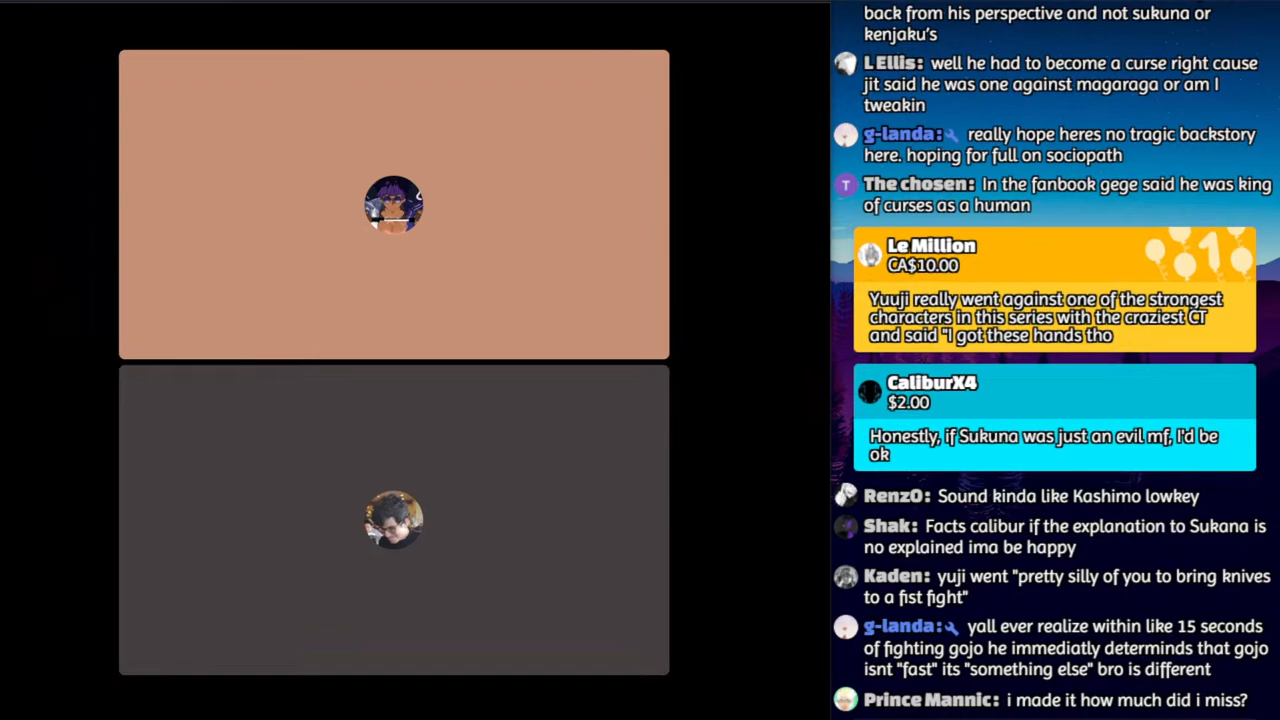 back from his perspective and not sukuna or
kenjaku's
L Ellis: well he had to become a curse right cause
jit said he was one against magaraga or am I
tweakin
g-landa: really hope heres no tragic backstory
here. hoping for full on sociopath
T The chosen: In the fanbook gege said he was king
of curses as a human
Le Million
CA$10.00
1
Yuuji really went against one of the strongest
characters in this series with the craziest CT
and said "I got these hands tho
CaliburX4
$2.00
Honestly, if Sukuna was just an evil mf, I'd be
ok
RenzO: Sound kinda like Kashimo lowkey
Shak: Facts calibur if the explanation to Sukana is
no explained ima be happy
Kaden: yuji went "pretty silly of you to bring knives
to a fist fight"
g-landa: yall ever realize within like 15 seconds
of fighting gojo he immediatly determinds that gojo
isnt "fast" its "something else" bro is different
Prince Mannic: i made it how much did i miss?